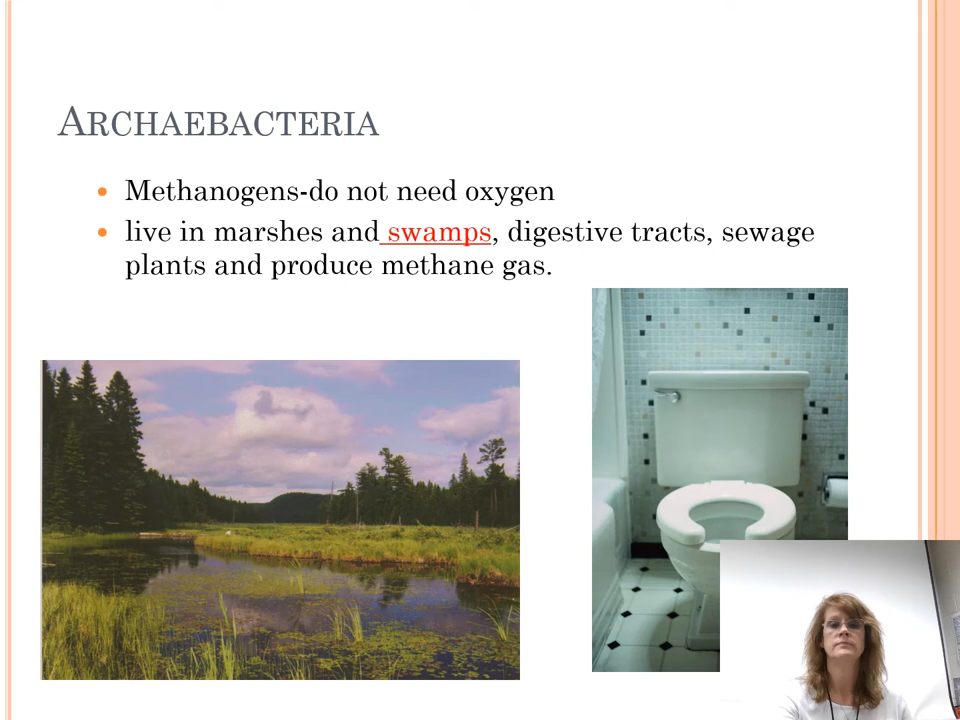 ARCHAEBACTERIA
Methanogens-do not need oxygen
live in marshes and swamps, digestive tracts, sewage
plants and produce methane gas.